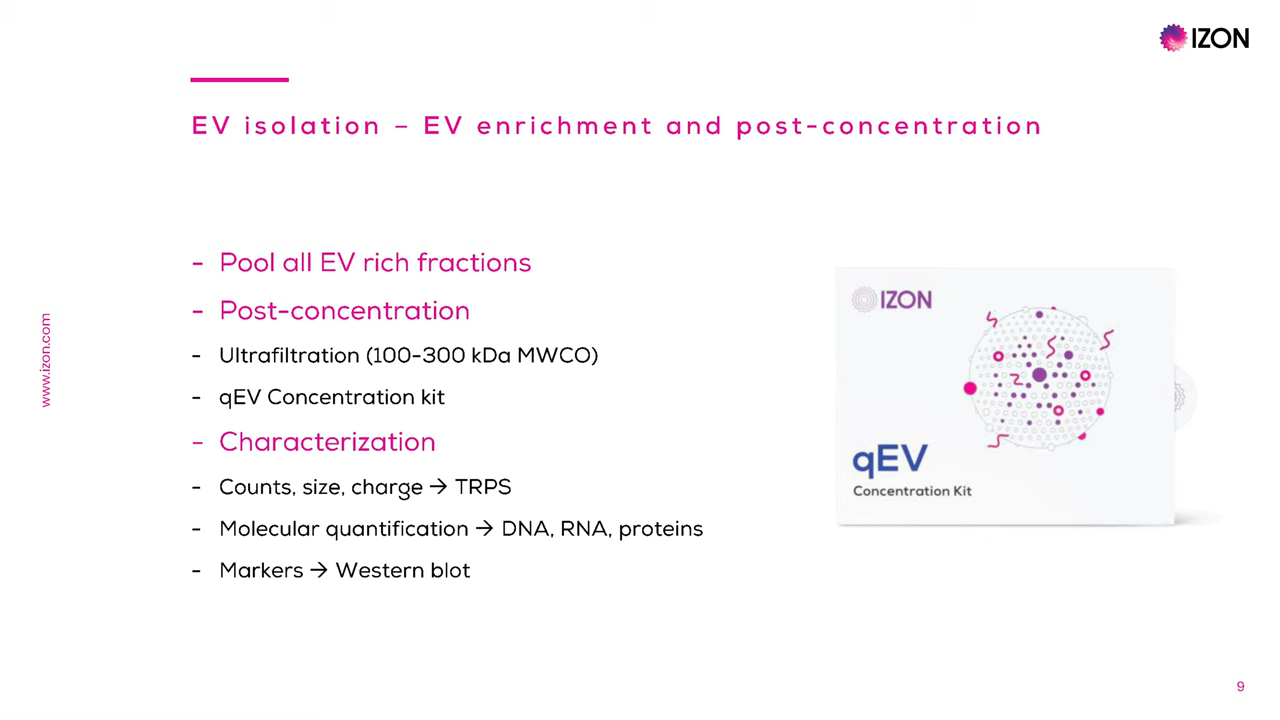 IZON
EV isolation – EV enrichment and post-concentration
- Pool all EV rich fractions
- Post-concentration
- Ultrafiltration (100-300 kDa MWCO)
- qEV Concentration kit
- Characterization
- Counts, size, charge → TRPS
- Molecular quantification → DNA, RNA, proteins
- Markers → Western blot
www.izon.com
IZON
qEV
Concentration Kit
9